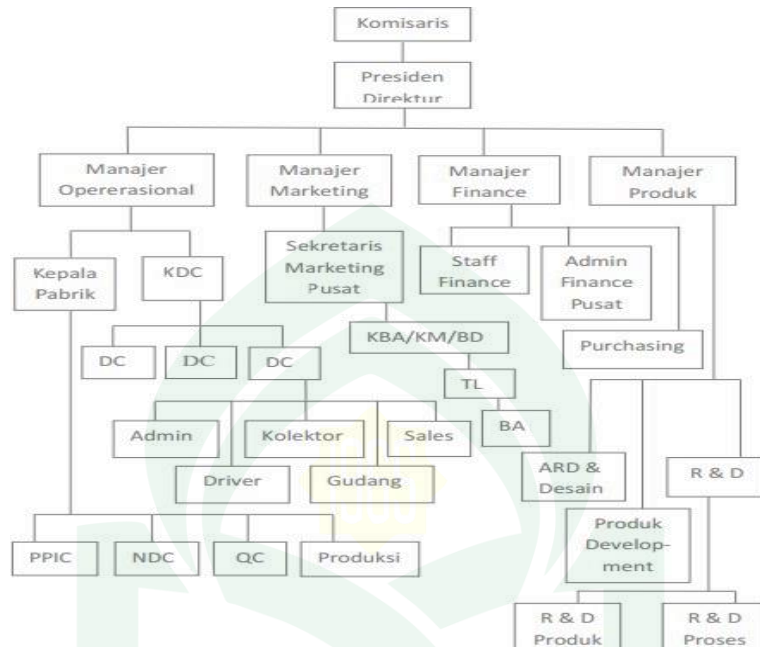 Komisaris
Presiden
Direktur
Manajer
Opererasional
Manajer
Marketing
Manajer
Finance
Manajer
Produk
Kepala
Pabrik
KDC
Sekretaris
Marketing
Pusat
Staff
Finance
Admin
Finance
Pusat
KBA/KM/BD
Purchasing
DC
DC
DC
TL
BA
Admin
Kolektor
Sales
Driver
Gudang
ARD &
Desain
R & D
Produk
Develop-
ment
PPIC
NDC
QC
Produksi
R & D
Produk
R & D
Proses